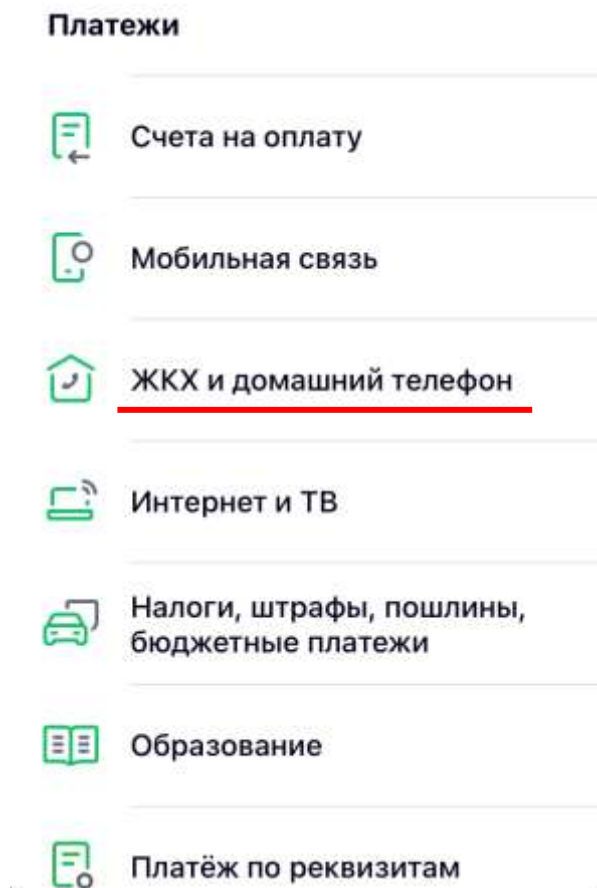 Платежи
Счета на оплату
Мобильная связь
ЖКХ и домашний телефон
Интернет и ТВ
Налоги, штрафы, пошлины,
бюджетные платежи
Образование
Платёж по реквизитам